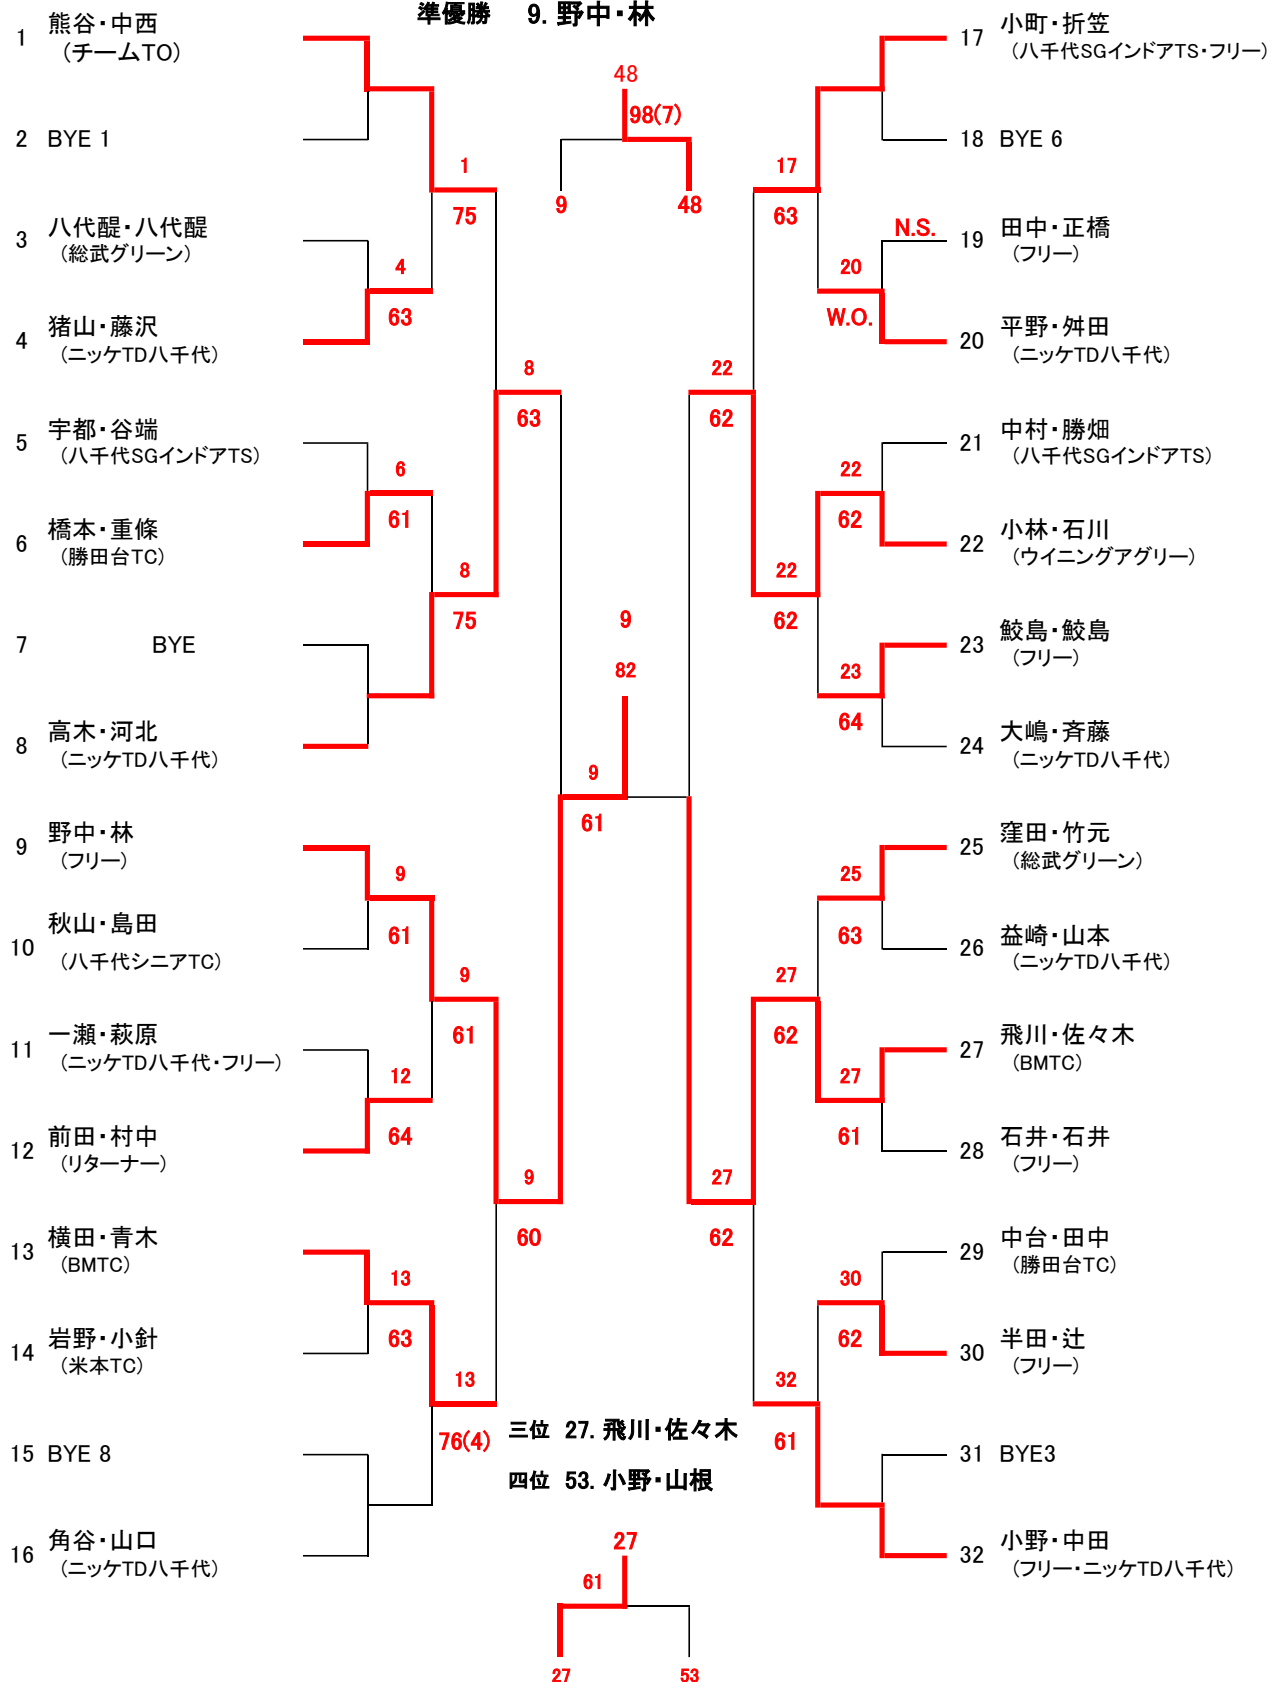 準優勝 9. 野中・林
1 熊谷・中西
(チームTO)
2 BYE 1
1
75
3 八代醒・八代醒
(総武グリーン)
4
63
4 猪山・藤沢
(ニッケTD八千代)
8
63
5 宇都・谷端
(八千代SGインドアTS)
6
61
6 橋本・重條
(勝田台TC)
8
75
7 BYE
8 高木・河北
(ニッケTD八千代)
9 野中・林
(フリー)
9
61
10 秋山・島田
(八千代シニアTC)
9
61
11 一瀬・萩原
(ニッケTD八千代・フリー)
12
64
12 前田・村中
(リターナー)
9
60
13 横田・青木
(BMTC)
13
63
14 岩野・小針
(米本TC)
13
76(4)
15 BYE 8
16 角谷・山口
(ニッケTD八千代)
48
98(7)
9 48
9
82
9
61
17 小町・折笠
(八千代SGインドアTS・フリー)
18 BYE 6
17
63
N.S.
19 田中・正橋
(フリー)
20
W.O.
20 平野・舛田
(ニッケTD八千代)
22
62
21 中村・勝畑
(八千代SGインドアTS)
22
62
22 小林・石川
(ウイニングアグリー)
22
62
23 鮫島・鮫島
(フリー)
23
64
24 大嶋・斉藤
(ニッケTD八千代)
25 窪田・竹元
(総武グリーン)
25
63
26 益崎・山本
(ニッケTD八千代)
27
62
27 飛川・佐々木
(BMTC)
27
61
28 石井・石井
(フリー)
27
62
29 中台・田中
(勝田台TC)
30
62
30 半田・辻
(フリー)
32
61
31 BYE3
32 小野・中田
(フリー・ニッケTD八千代)
三位 27. 飛川・佐々木
四位 53. 小野・山根
27
61
27 53